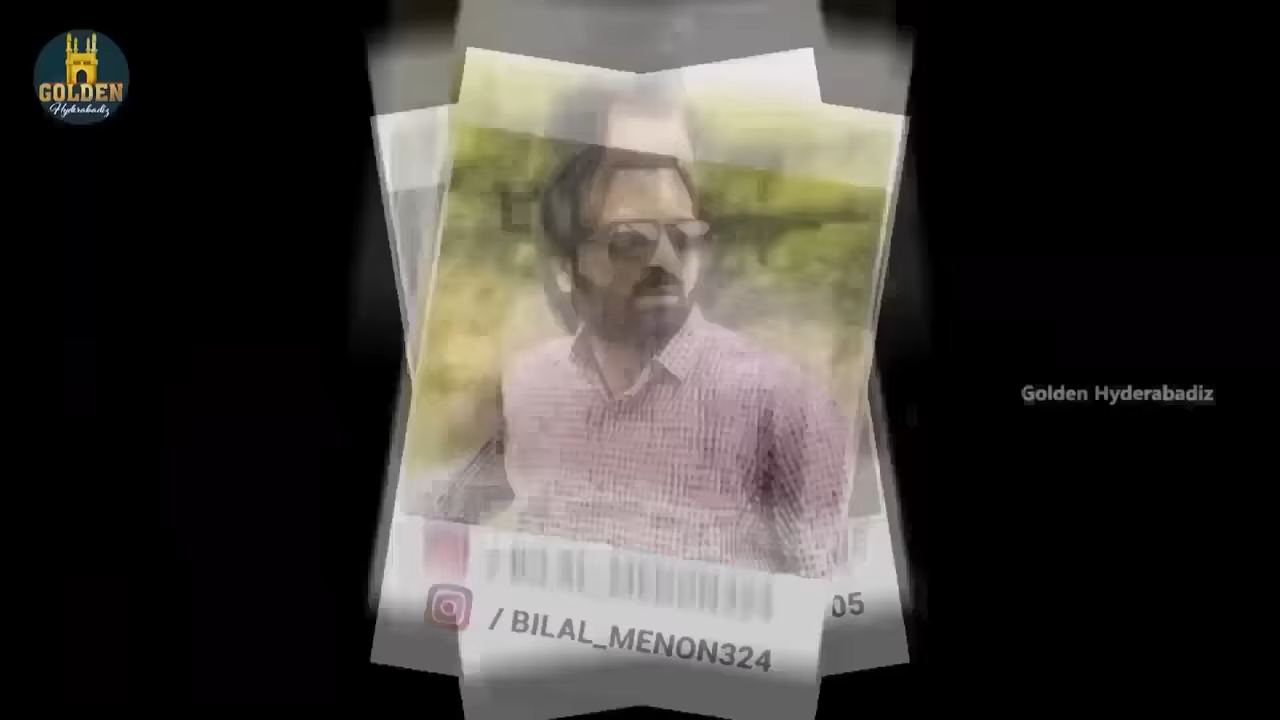 GOLDEN
Hyderabadiz
Golden Hyderabadiz
05
/ BILAL_MENON324